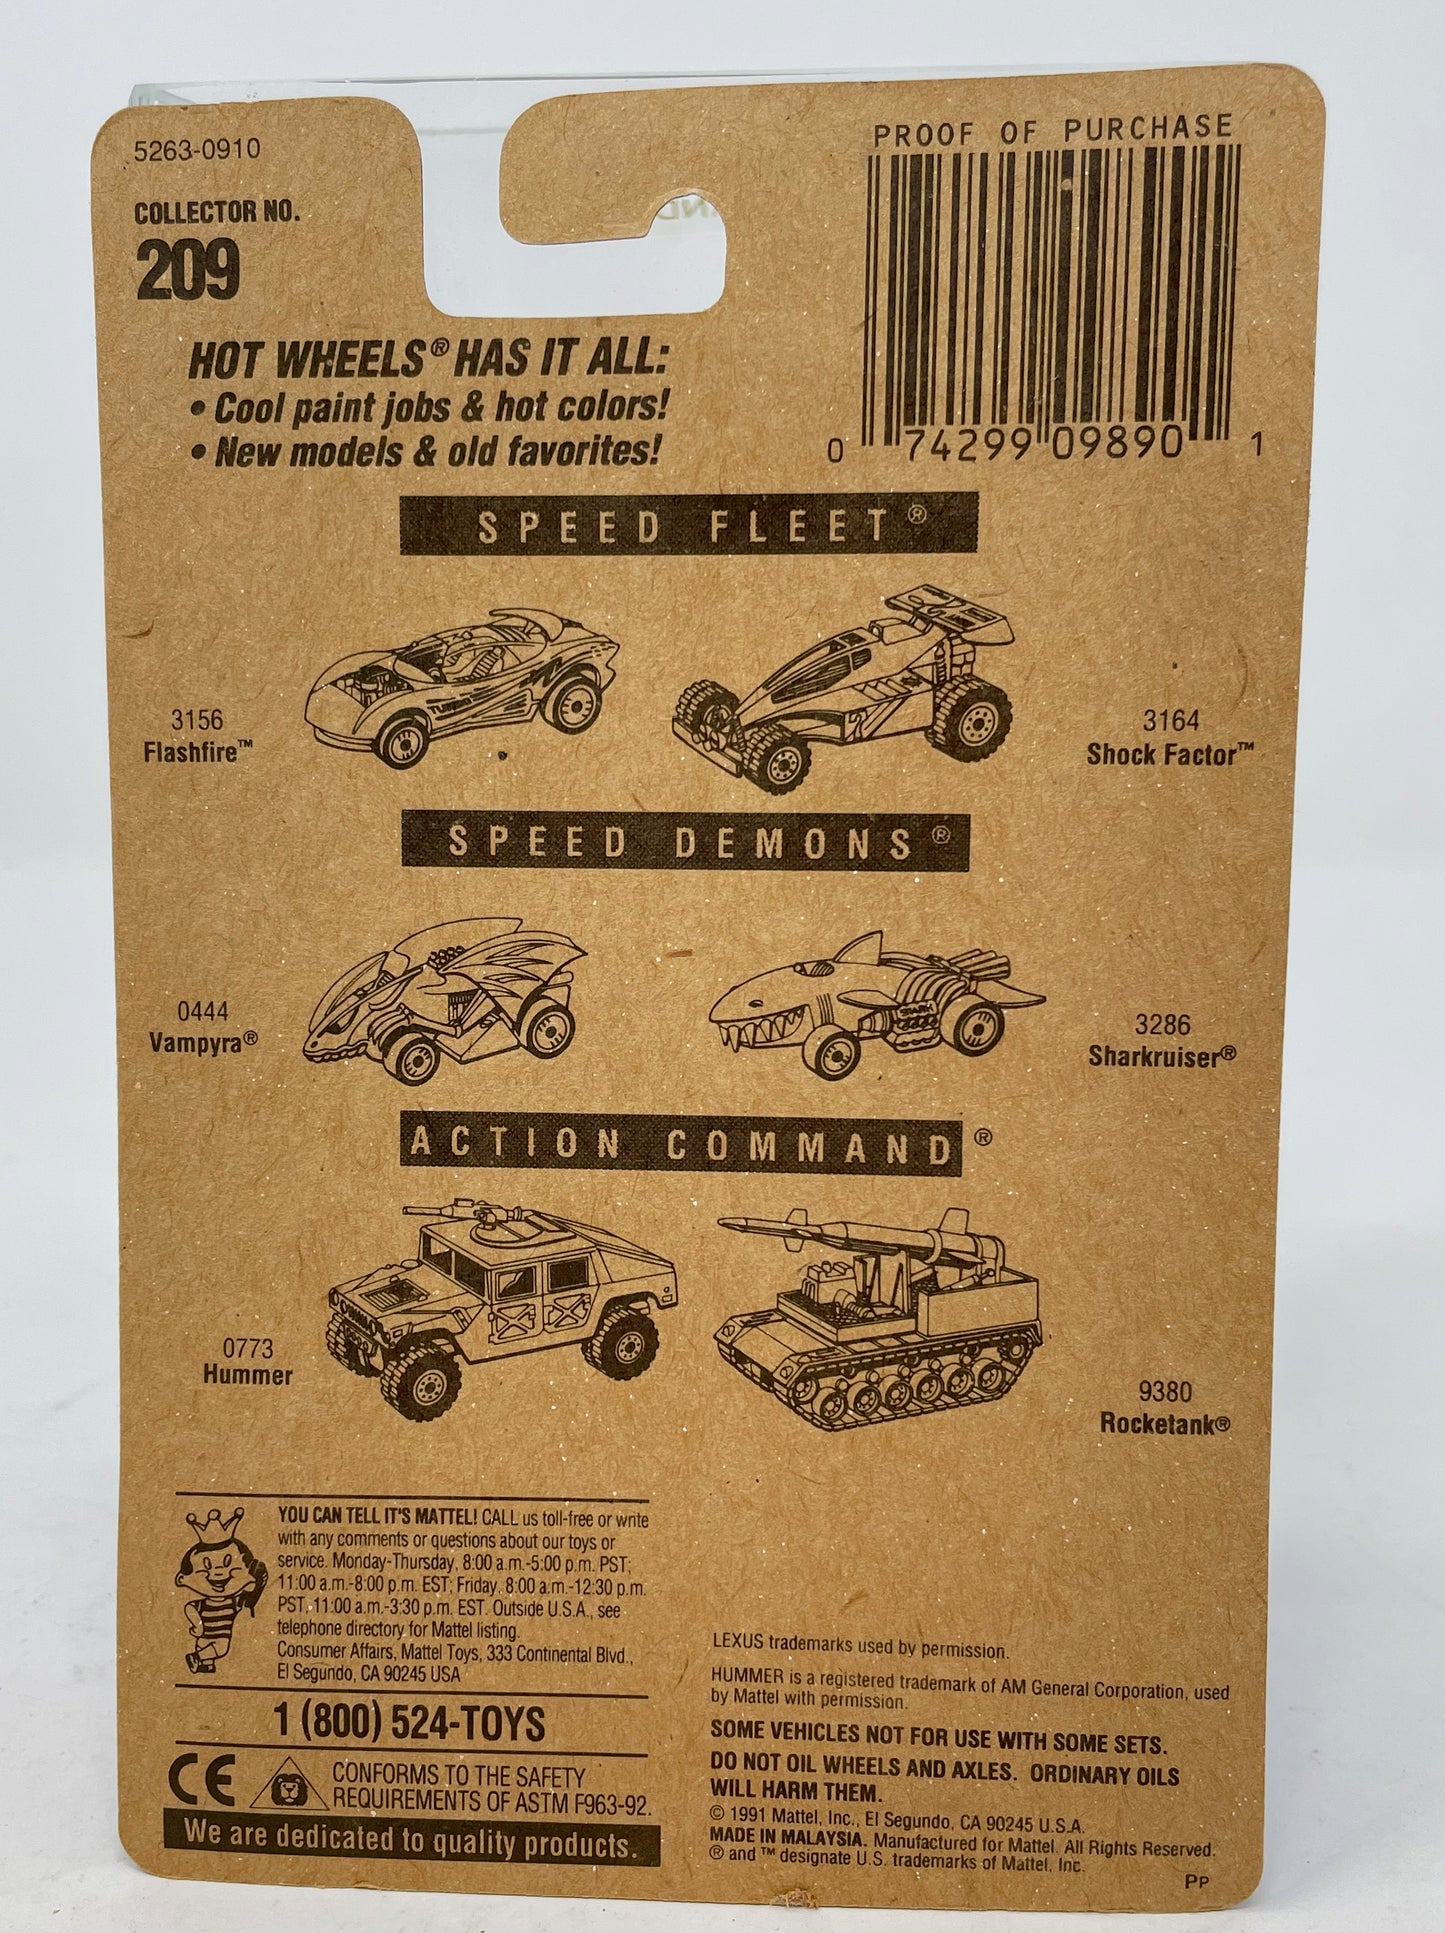 5263-0910
COLLECTOR NO.
209
PROOF OF PURCHASE
0 74299 09890 1
HOT WHEELS® HAS IT ALL:
• Cool paint jobs & hot colors!
• New models & old favorites!
SPEED FLEET®
TURBO
3156
Flashfire™
3164
Shock Factor™
SPEED DEMONS®
0444
Vampyra®
SHARK
3286
Sharkruiser®
ACTION COMMAND®
0773
Hummer
9380
Rocketank®
YOU CAN TELL IT'S MATTEL! CALL us toll-free or write
with any comments or questions about our toys or
service. Monday-Thursday, 8:00 a.m.-5:00 p.m. PST;
11:00 a.m.-8:00 p.m. EST; Friday, 8:00 a.m.-12:30 p.m.
PST, 11:00 a.m.-3:30 p.m. EST. Outside U.S.A., see
telephone directory for Mattel listing.
Consumer Affairs, Mattel Toys, 333 Continental Blvd.,
El Segundo, CA 90245 USA
1 (800) 524-TOYS
CE
CONFORMS TO THE SAFETY
REQUIREMENTS OF ASTM F963-92.
We are dedicated to quality products.
LEXUS trademarks used by permission.
HUMMER is a registered trademark of AM General Corporation, used
by Mattel with permission.
SOME VEHICLES NOT FOR USE WITH SOME SETS.
DO NOT OIL WHEELS AND AXLES. ORDINARY OILS
WILL HARM THEM.
© 1991 Mattel, Inc., El Segundo, CA 90245 U.S.A.
MADE IN MALAYSIA. Manufactured for Mattel. All Rights Reserved.
® and ™ designate U.S. trademarks of Mattel, Inc.
PP